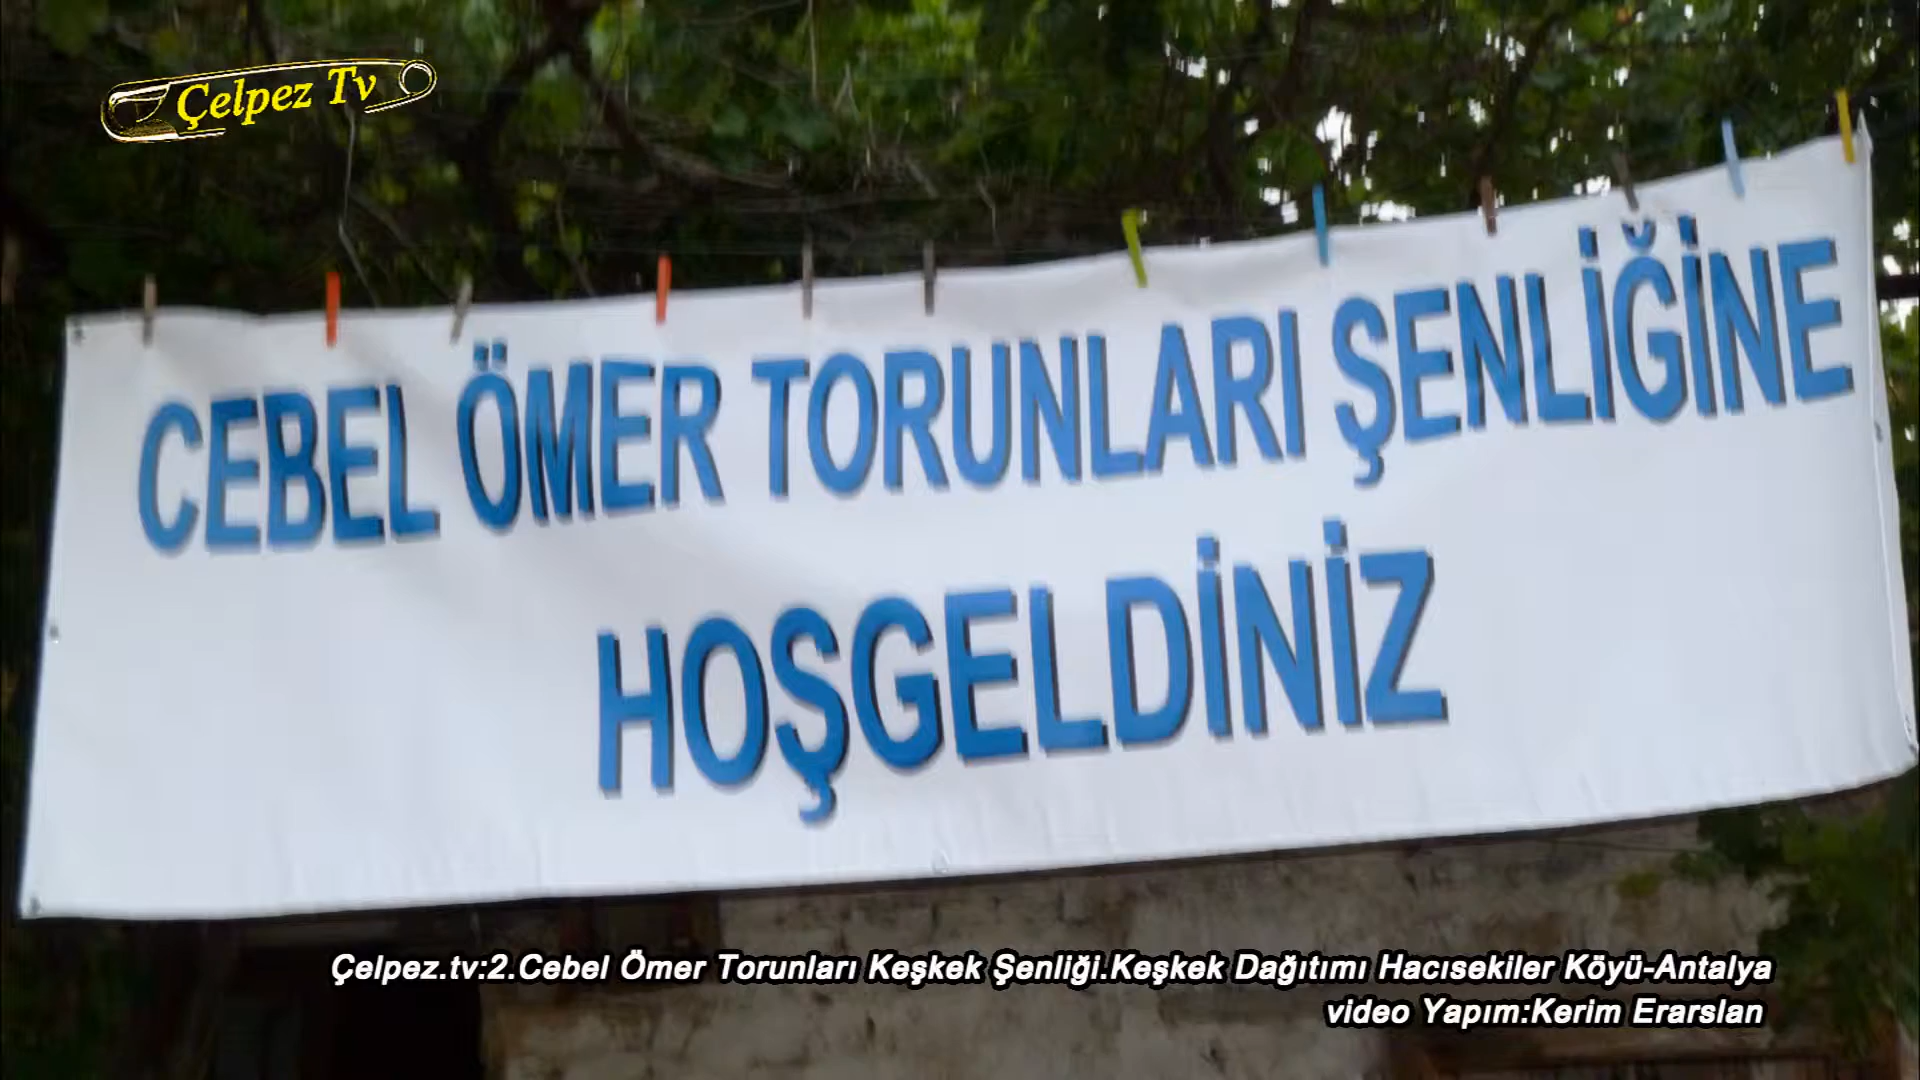 Çelpez Tv
CEBEL ÖMER TORUNLARI ŞENLİĞİNE
HOŞGELDİNİZ
Çelpez.tv:2.Cebel Ömer Torunları Keşkek Şenliği.Keşkek Dağıtımı Hacısekiler Köyü-Antalya
video Yapım:Kerim Erarslan